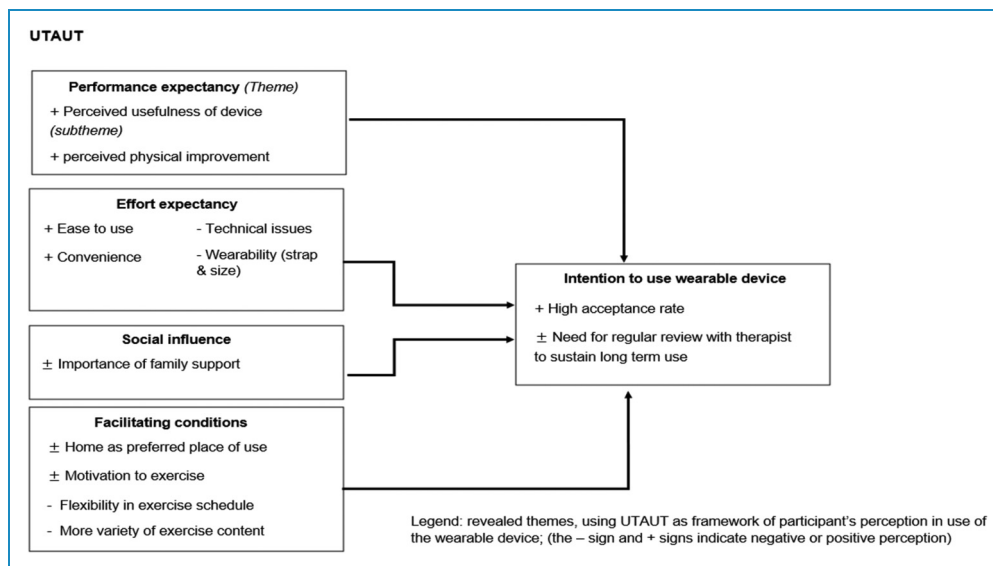 UTAUT
Performance expectancy (Theme)
+ Perceived usefulness of device
(subtheme)
+ perceived physical improvement
Effort expectancy
+ Ease to use
+ Convenience
- Technical issues
- Wearability (strap
& size)
Social influence
± Importance of family support
Facilitating conditions
± Home as preferred place of use
± Motivation to exercise
- Flexibility in exercise schedule
- More variety of exercise content
Intention to use wearable device
+ High acceptance rate
± Need for regular review with therapist
to sustain long term use
Legend: revealed themes, using UTAUT as framework of participant's perception in use of
the wearable device; (the – sign and + signs indicate negative or positive perception)